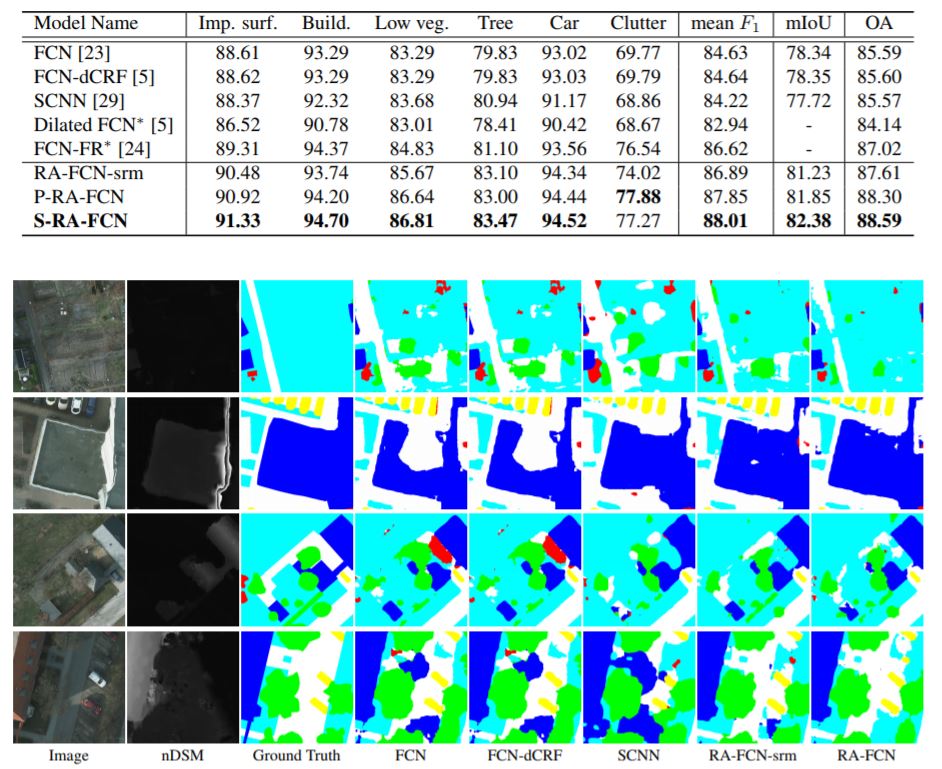 Model Name Imp. surf. Build. Low veg. Tree Car Clutter mean F1 mIoU OA
FCN [23] 88.61 93.29 83.29 79.83 93.02 69.77 84.63 78.34 85.59
FCN-dCRF [5] 88.62 93.29 83.29 79.83 93.03 69.79 84.64 78.35 85.60
SCNN [29] 88.37 92.32 83.68 80.94 91.17 68.86 84.22 77.72 85.57
Dilated FCN* [5] 86.52 90.78 83.01 78.41 90.42 68.67 82.94 - 84.14
FCN-FR* [24] 89.31 94.37 84.83 81.10 93.56 76.54 86.62 - 87.02
RA-FCN-srm 90.48 93.74 85.67 83.10 94.34 74.02 86.89 81.23 87.61
P-RA-FCN 90.92 94.20 86.64 83.00 94.44 77.88 87.85 81.85 88.30
S-RA-FCN 91.33 94.70 86.81 83.47 94.52 77.27 88.01 82.38 88.59
Image nDSM Ground Truth FCN FCN-dCRF SCNN RA-FCN-srm RA-FCN